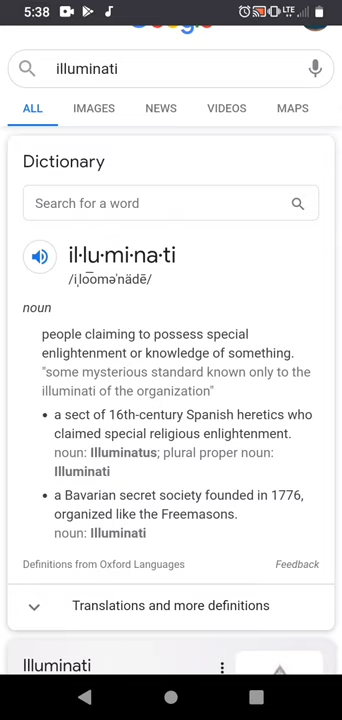 5:38
LTE
Google
illuminati
ALL IMAGES NEWS VIDEOS MAPS
Dictionary
Search for a word
il·lu·mi·na·ti
/iˌlo͞oməˈnädē/
noun
people claiming to possess special
enlightenment or knowledge of something.
"some mysterious standard known only to the
illuminati of the organization"
• a sect of 16th-century Spanish heretics who
claimed special religious enlightenment.
noun: Illuminatus; plural proper noun:
Illuminati
• a Bavarian secret society founded in 1776,
organized like the Freemasons.
noun: Illuminati
Definitions from Oxford Languages Feedback
Translations and more definitions
Illuminati